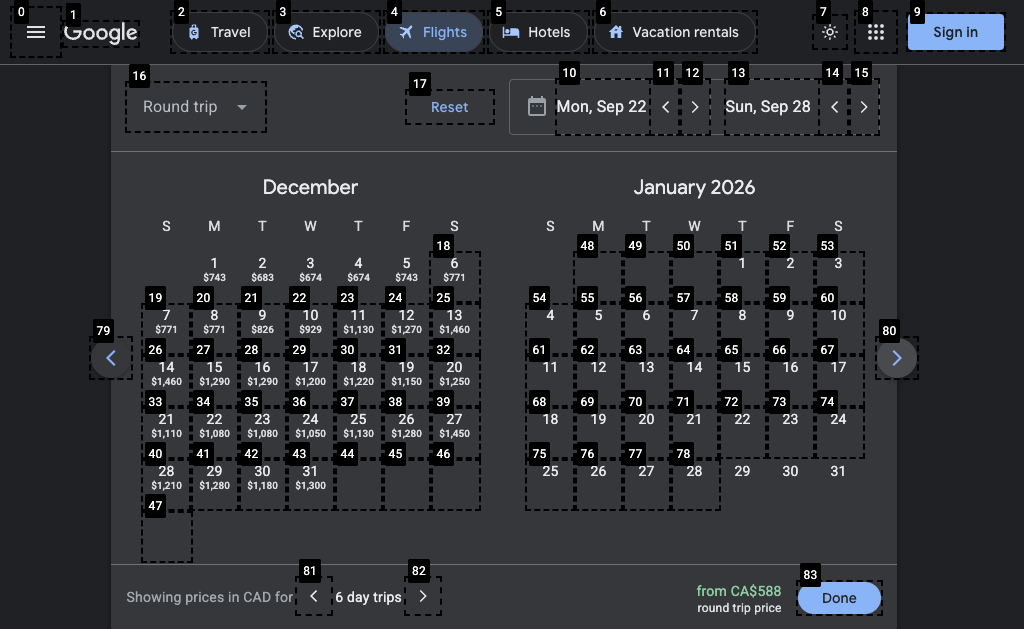 0 1 2 3 4 5 6 7 8 9
Google Travel Explore Flights Hotels Vacation rentals Sign in
16 17 10 11 12 13 14 15
Round trip Reset Mon, Sep 22 Sun, Sep 28
December
S M T W T F S
18
1 2 3 4 5 6
$743 $683 $674 $674 $743 $771
19 20 21 22 23 24 25
7 8 9 10 11 12 13
$771 $771 $826 $929 $1,130 $1,270 $1,460
26 27 28 29 30 31 32
14 15 16 17 18 19 20
$1,460 $1,290 $1,290 $1,200 $1,220 $1,150 $1,250
33 34 35 36 37 38 39
21 22 23 24 25 26 27
$1,110 $1,080 $1,080 $1,050 $1,130 $1,280 $1,450
40 41 42 43 44 45 46
28 29 30 31
$1,210 $1,280 $1,180 $1,300
47
January 2026
S M T W T F S
48 49 50 51 52 53
1 2 3
54 55 56 57 58 59 60
4 5 6 7 8 9 10
61 62 63 64 65 66 67
11 12 13 14 15 16 17
68 69 70 71 72 73 74
18 19 20 21 22 23 24
75 76 77 78
25 26 27 28 29 30 31
79 80
81 82 83
Showing prices in CAD for 6 day trips
from CA$588
round trip price
Done